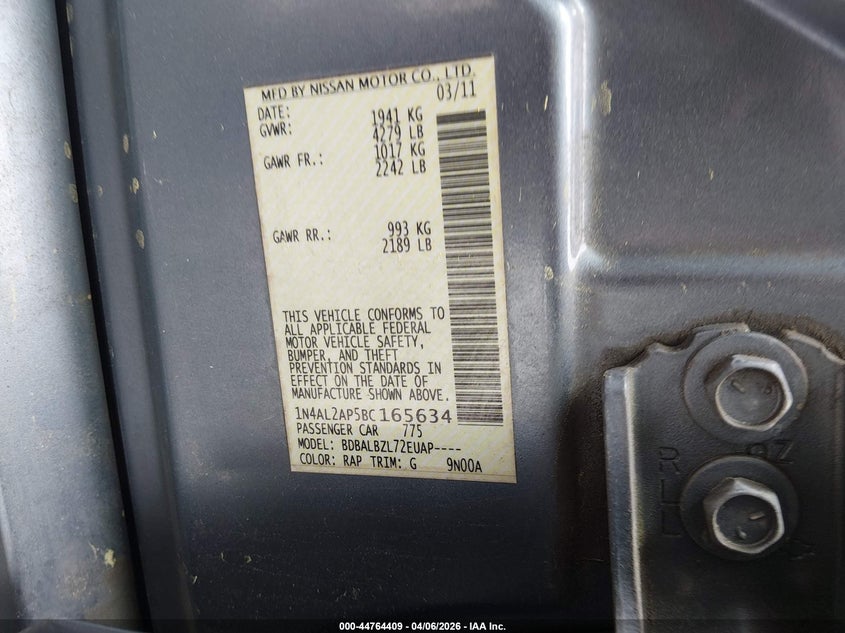 MFD BY NISSAN MOTOR CO., LTD.
03/11
DATE:
GVWR: 1941 KG
4279 LB
GAWR FR.: 1017 KG
2242 LB
GAWR RR.: 993 KG
2189 LB
THIS VEHICLE CONFORMS TO
ALL APPLICABLE FEDERAL
MOTOR VEHICLE SAFETY,
BUMPER, AND THEFT
PREVENTION STANDARDS IN
EFFECT ON THE DATE OF
MANUFACTURE SHOWN ABOVE.
1N4AL2AP5BC165634
PASSENGER CAR 775
MODEL: BDBALBZL72EUAP----
COLOR: RAP TRIM: G 9N00A
000-44764409 - 04/06/2026 - IAA Inc.